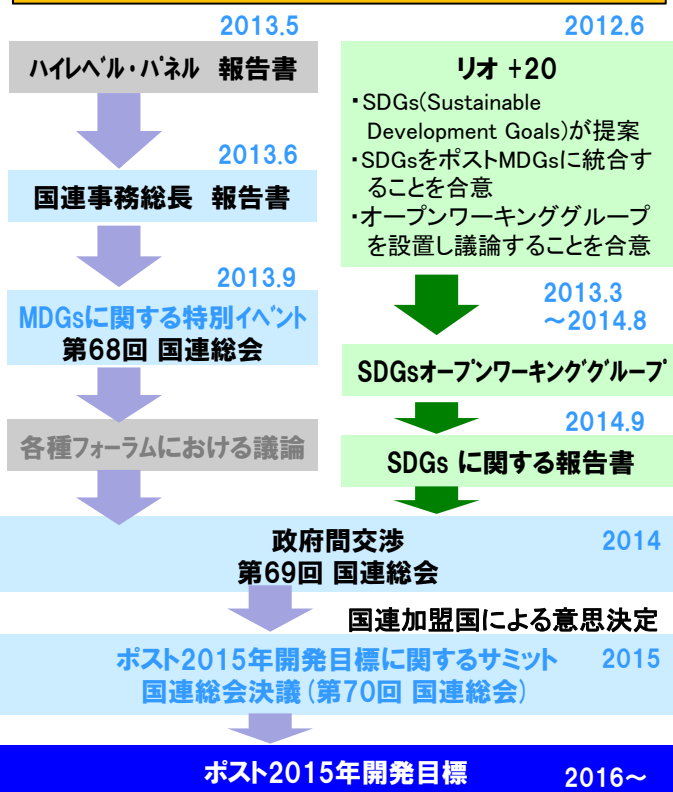 2013.5
ハイレベル・パネル 報告書
2013.6
国連事務総長 報告書
2013.9
MDGsに関する特別イベント
第68回 国連総会
各種フォーラムにおける議論
2012.6
リオ +20
・SDGs(Sustainable
Development Goals)が提案
・SDGsをポストMDGsに統合す
ることを合意
・オープンワーキンググループ
を設置し議論することを合意
2013.3
～2014.8
SDGsオープンワーキンググループ
2014.9
SDGs に関する報告書
政府間交渉 2014
第69回 国連総会
国連加盟国による意思決定
ポスト2015年開発目標に関するサミット 2015
国連総会決議(第70回 国連総会)
ポスト2015年開発目標 2016～